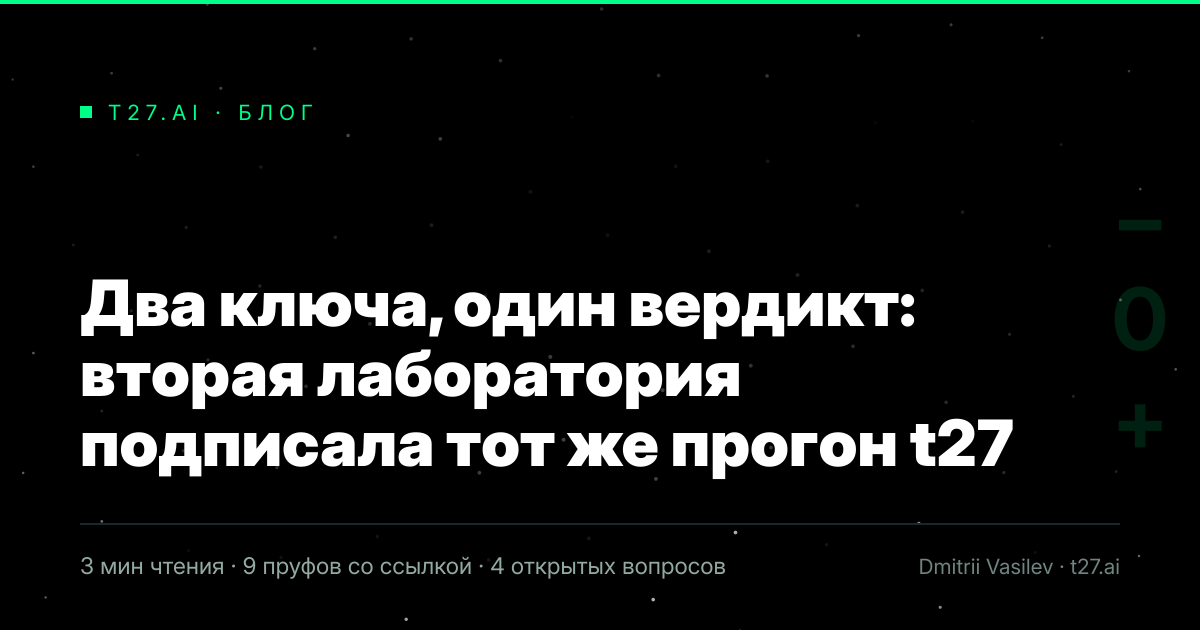 T27.AI · БЛОГ
Два ключа, один вердикт:
вторая лаборатория
подписала тот же прогон t27
−
0
+
3 мин чтения · 9 пруфов со ссылкой · 4 открытых вопросов
Dmitrii Vasilev · t27.ai